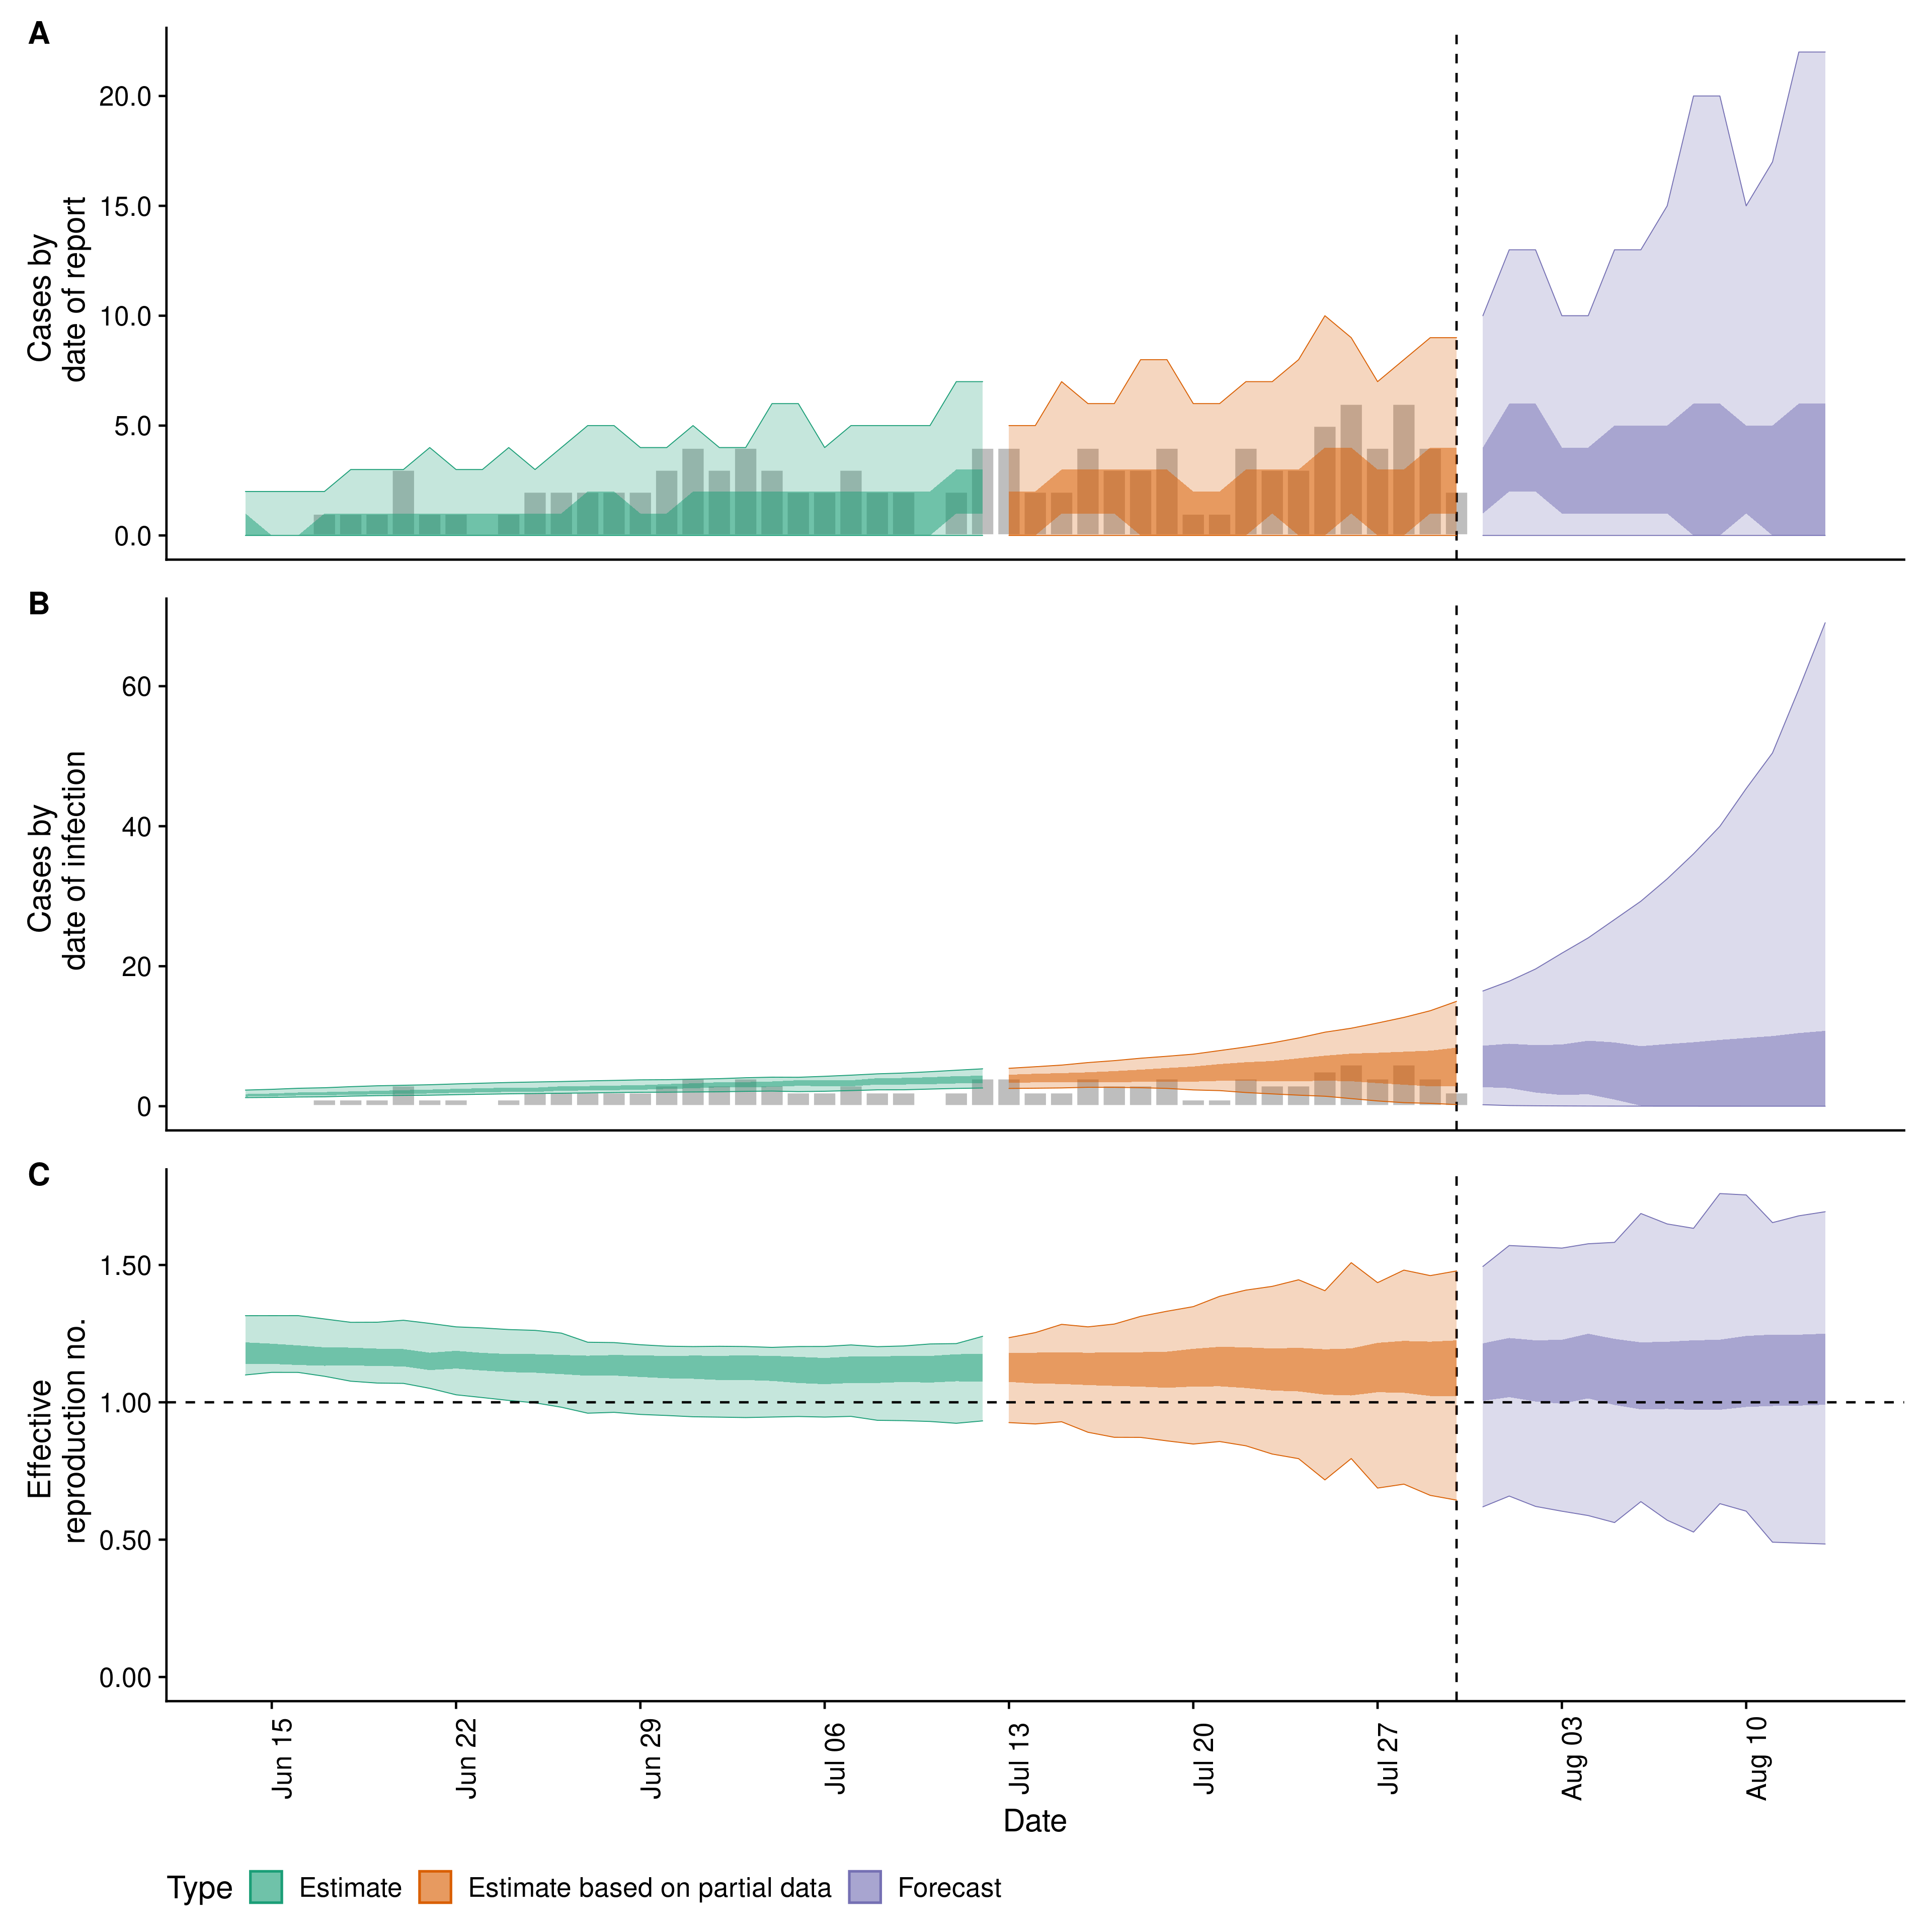 A
20.0
15.0
10.0
5.0
0.0
Cases by
date of report
B
60
40
20
0
Cases by
date of infection
C
1.50
1.00
0.50
0.00
Effective
reproduction no.
Jun 15
Jun 22
Jun 29
Jul 06
Jul 13
Jul 20
Jul 27
Aug 03
Aug 10
Date
Type Estimate Estimate based on partial data Forecast